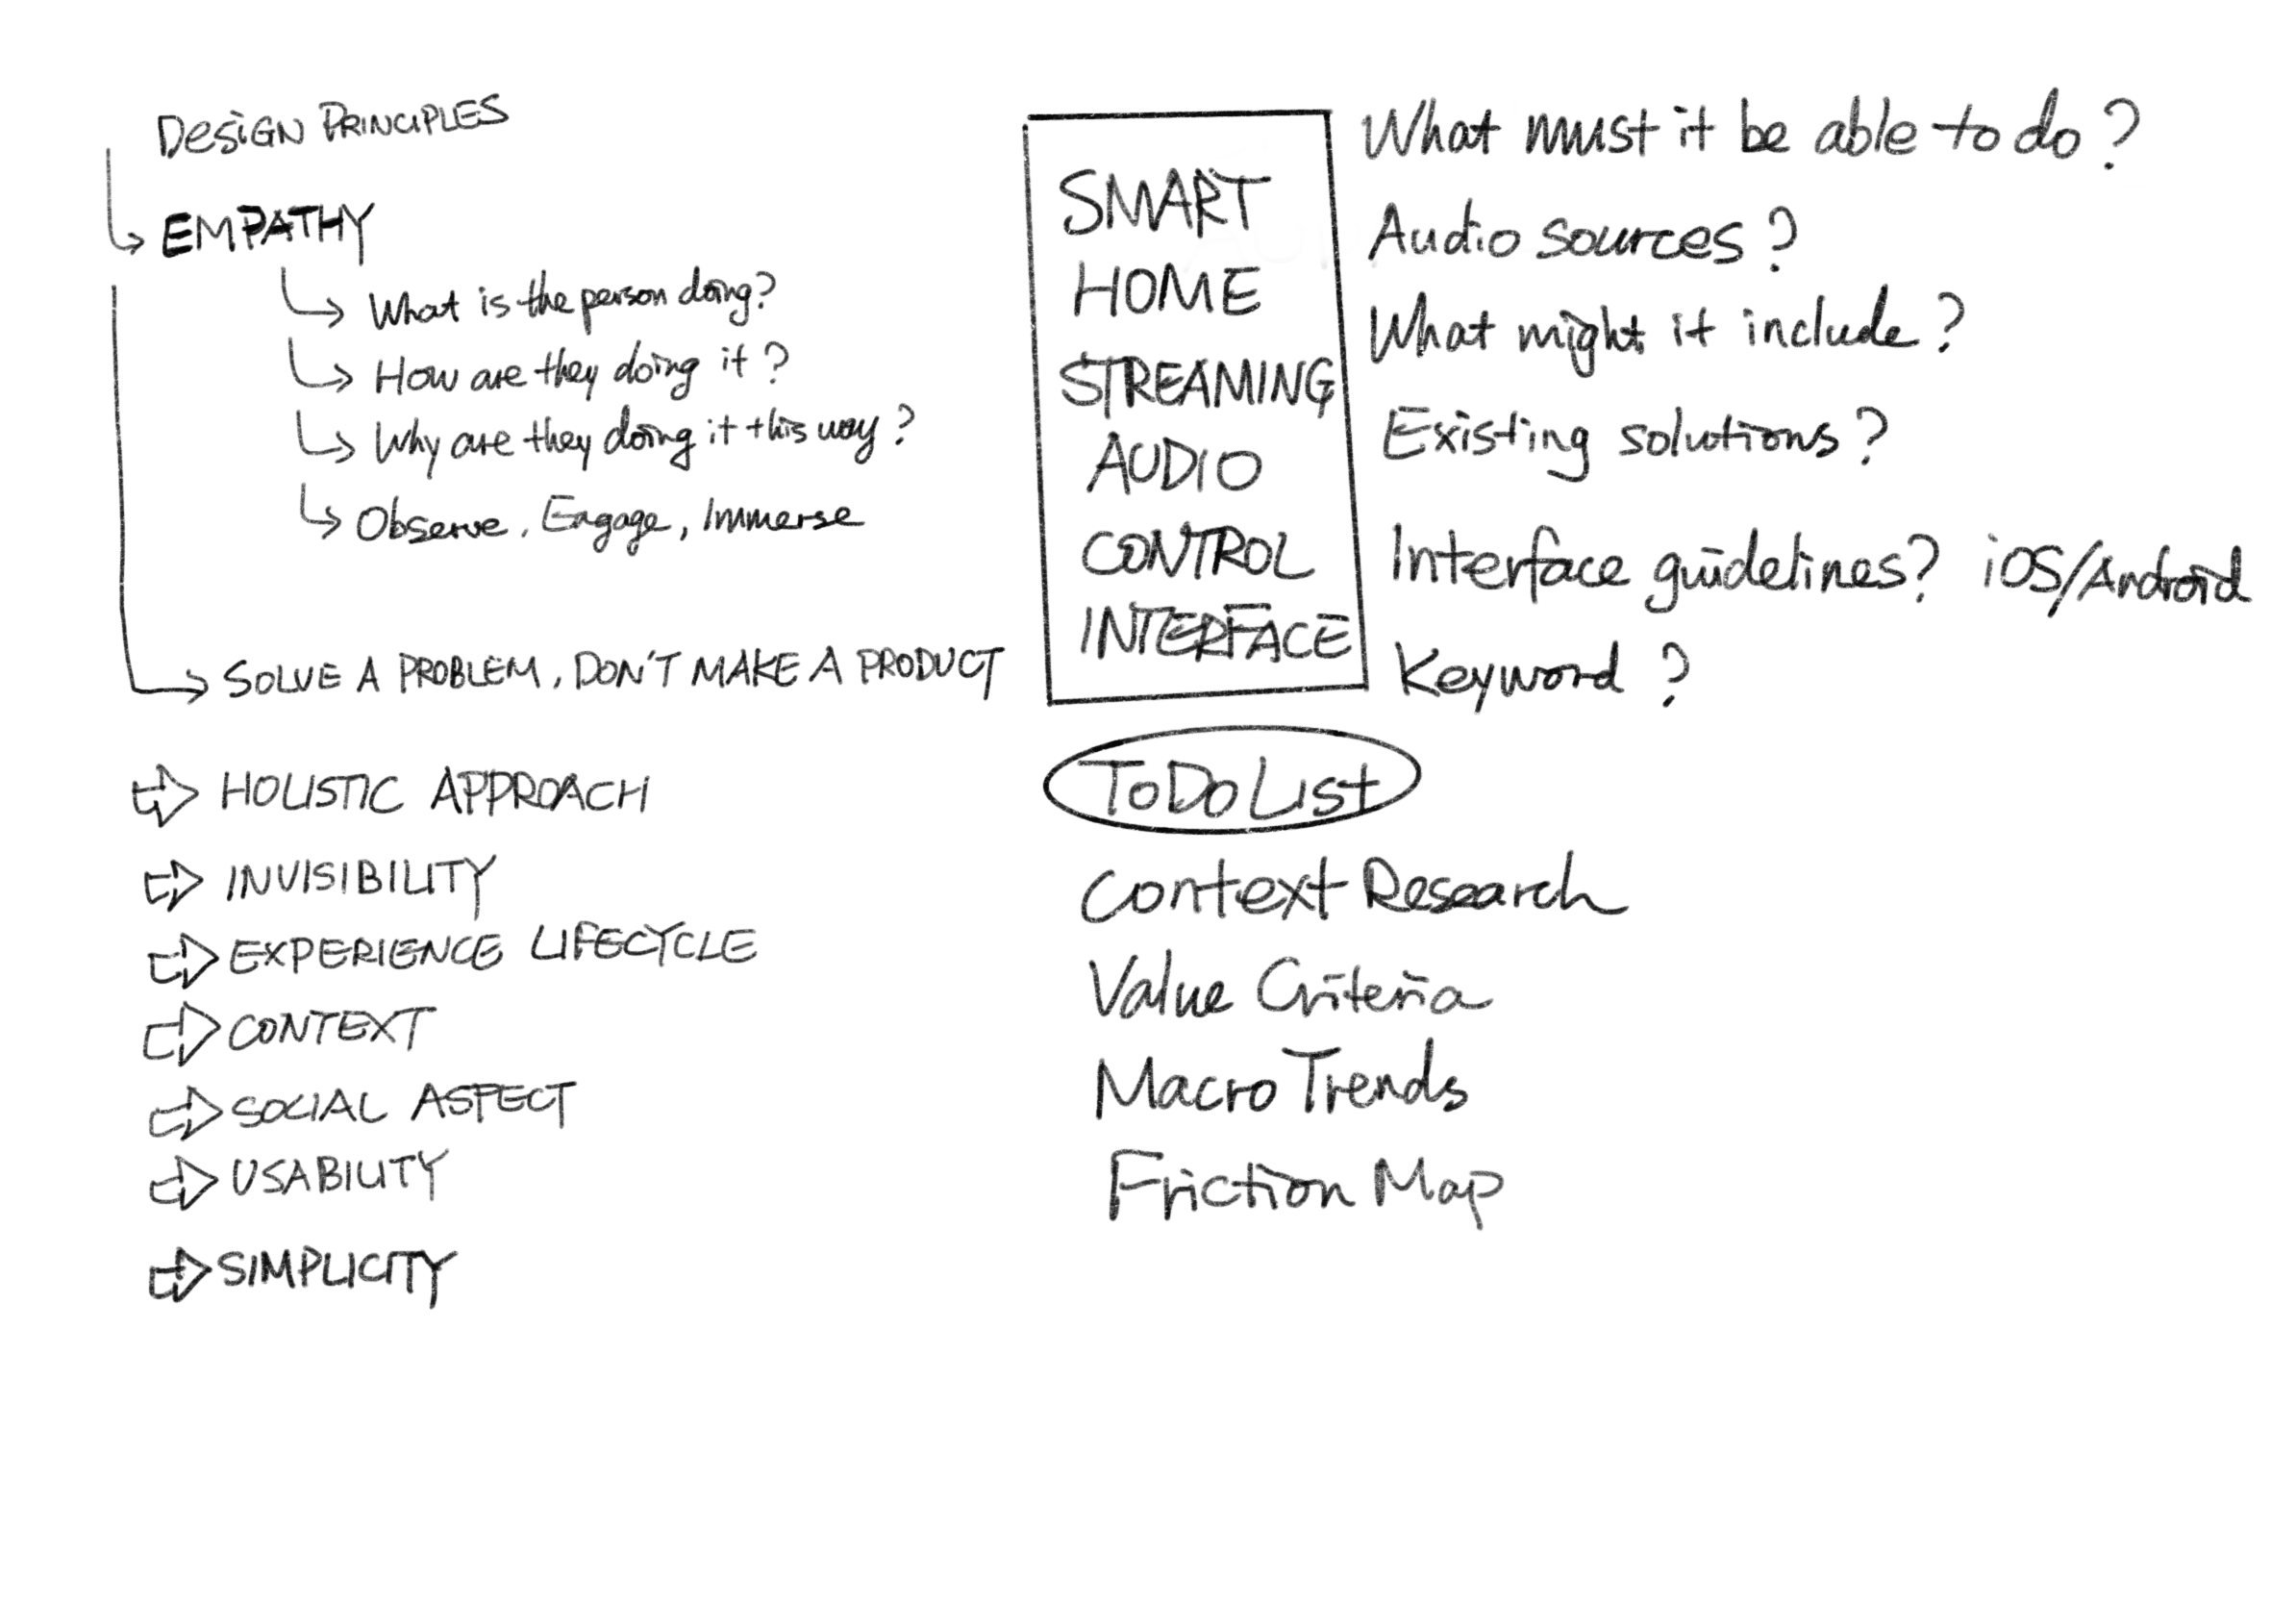 DESIGN PRINCIPLES
EMPATHY
What is the person doing?
How are they doing it?
Why are they doing it this way?
Observe, Engage, Immerse
SOLVE A PROBLEM, DON'T MAKE A PRODUCT
HOLISTIC APPROACH
INVISIBILITY
EXPERIENCE LIFECYCLE
CONTEXT
SOCIAL ASPECT
USABILITY
SIMPLICITY
SMART
HOME
STREAMING
AUDIO
CONTROL
INTERFACE
What must it be able to do?
Audio sources?
What might it include?
Existing solutions?
Interface guidelines? iOS/Android
Keyword?
ToDo List
Context Research
Value Criteria
Macro Trends
Friction Map